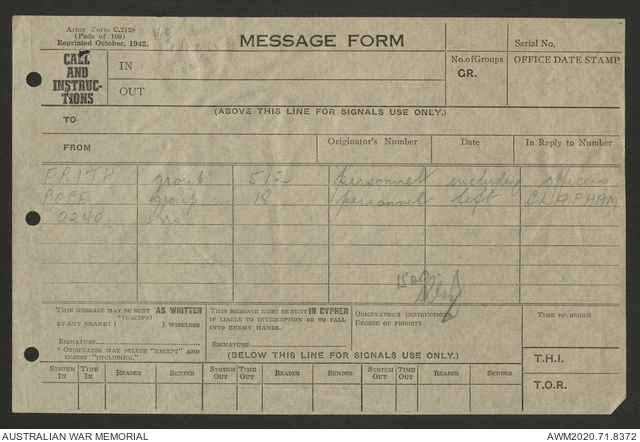 Army Form C.2128
(Pads of 100)
Reprinted October, 1942.
MESSAGE FORM
Serial No.
CALL AND INSTRUC-TIONS
IN
OUT
No. of Groups
GR.
OFFICE DATE STAMP
(ABOVE THIS LINE FOR SIGNALS USE ONLY.)
TO
FROM
Originator's Number
Date
In Reply to Number
ERITH group 512 personnel including officers
POPE group 18 personnel left CLAPHAM
0240 hrs
THIS MESSAGE MAY BE SENT AS WRITTEN
* (EXCEPT)
BY ANY MEANS ( ) WIRELESS
SIGNATURE
* ORIGINATOR MAY DELETE "EXCEPT" AND
INSERT "INCLUDING."
THIS MESSAGE MUST BE SENT IN CYPHER
IF LIABLE TO INTERCEPTION OR TO FALL
INTO ENEMY HANDS.
SIGNATURE
ORIGINATOR'S INSTRUCTIONS
DEGREE OF PRIORITY
TIME OF ORIGIN
(BELOW THIS LINE FOR SIGNALS USE ONLY.)
T.H.I.
T.O.R.
SYSTEM IN
TIME IN
READER
SENDER
SYSTEM OUT
TIME OUT
READER
SENDER
SYSTEM OUT
TIME OUT
READER
SENDER
AUSTRALIAN WAR MEMORIAL
AWM2020.71.8372